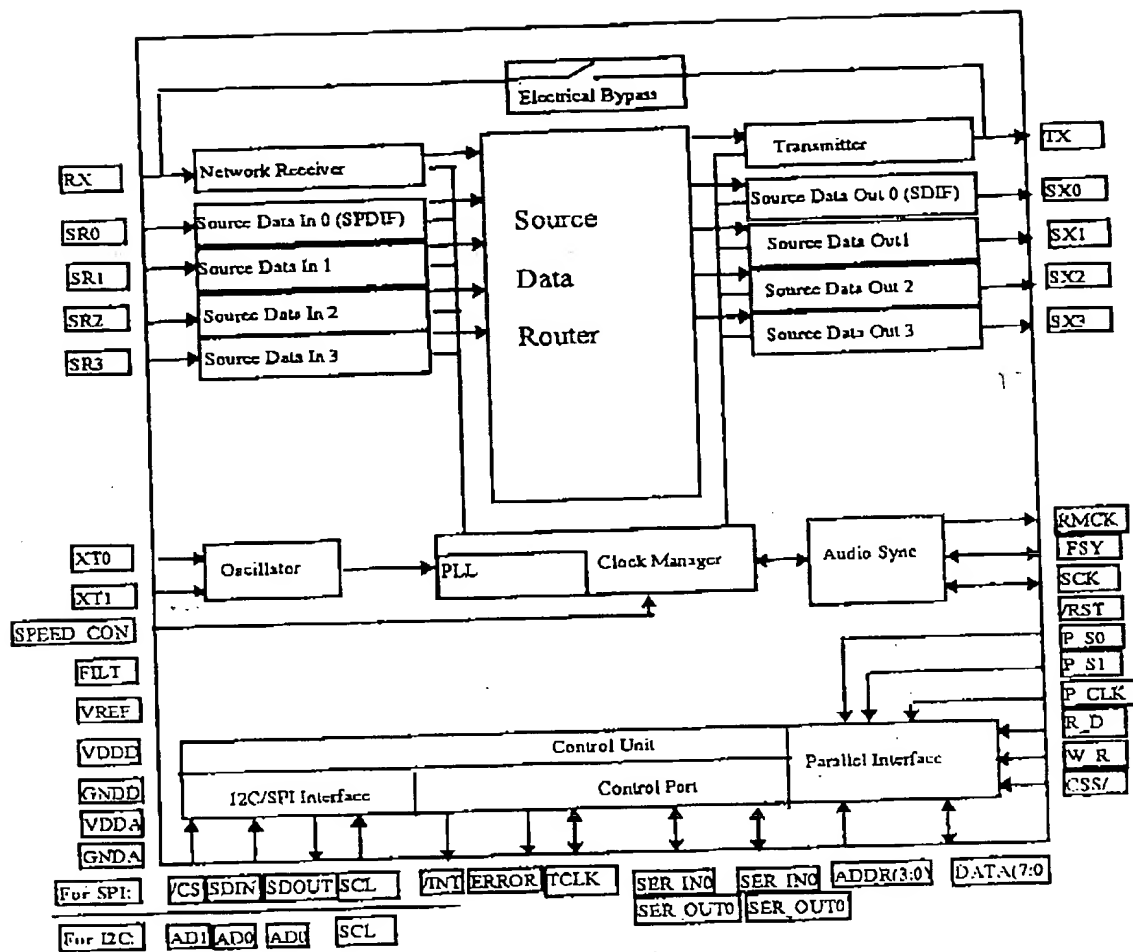 Electrical Bypass
RX
Network Receiver
Transmitter
TX
SR0
Source Data In 0 (SPDIF)
Source Data Out 0 (SDIF)
SX0
SR1
Source Data In 1
Source Data Out1
SX1
SR2
Source Data In 2
Source Data Out 2
SX2
SR3
Source Data In 3
Source Data Out 3
SX3
Source
Data
Router
XT0
XT1
Oscillator
PLL
Clock Manager
Audio Sync
RMCK
FSY
SCK
/RST
SPEED CON
FILT
VREF
VDDD
GNDD
VDDA
GNDA
P S0
P S1
P CLK
R_D
W_R
CSS/
Control Unit
I2C/SPI Interface
Control Port
Parallel Interface
For SPI:
/CS
SDIN
SDOUT
SCL
/INT
ERROR
TCLK
SER IN0
SER OUT0
SER IN0
SER OUT0
ADDR(3:0)
DATA(7:0
For I2C:
AD1
AD0
AD0
SCL